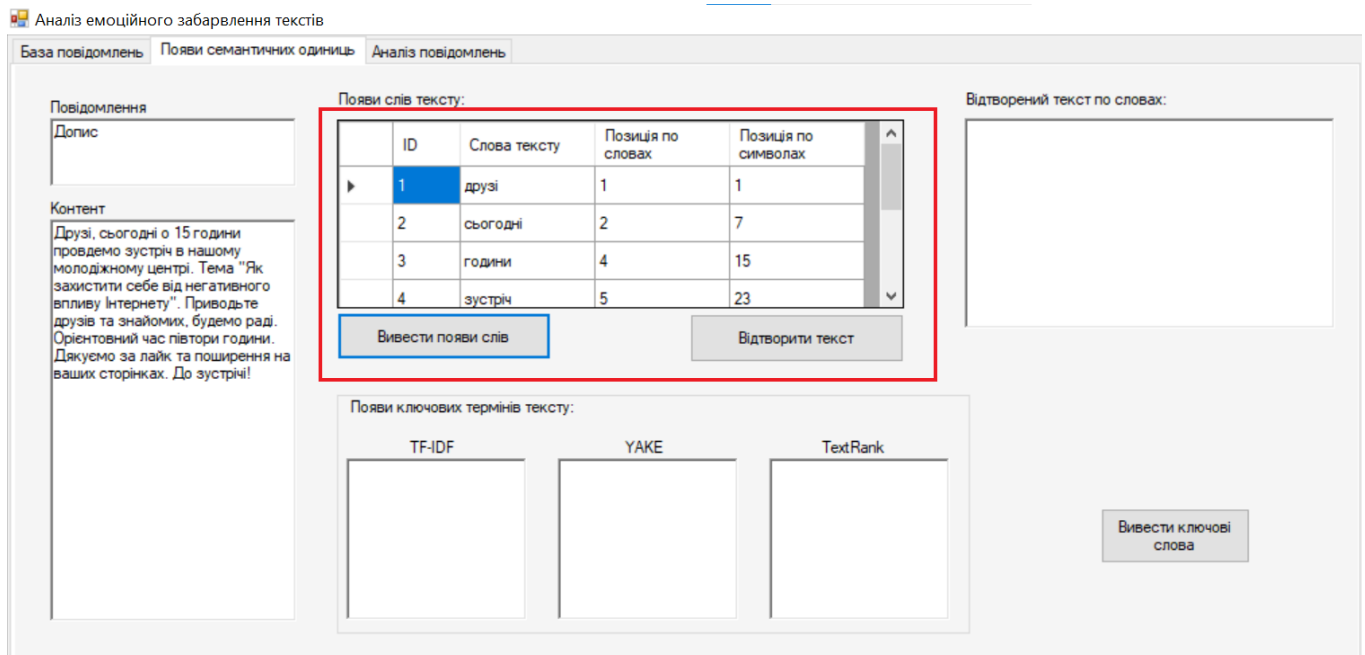 Аналіз емоційного забарвлення текстів
База повідомлень Появи семантичних одиниць Аналіз повідомлень
Повідомлення
Допис
Контент
Друзі, сьогодні о 15 години
проведемо зустріч в нашому
молодіжному центрі. Тема "Як
захистити себе від негативного
впливу Інтернету". Приводьте
друзів та знайомих, будемо раді.
Орієнтовний час півтори години.
Дякуємо за лайк та поширення на
ваших сторінках. До зустрічі!
Появи слів тексту:
ID Слова тексту Позиція по словах Позиція по символах
1 друзі 1 1
2 сьогодні 2 7
3 години 4 15
4 зустріч 5 23
Вивести появи слів Відтворити текст
Відтворений текст по словах:
Появи ключових термінів тексту:
TF-IDF YAKE TextRank
Вивести ключові
слова